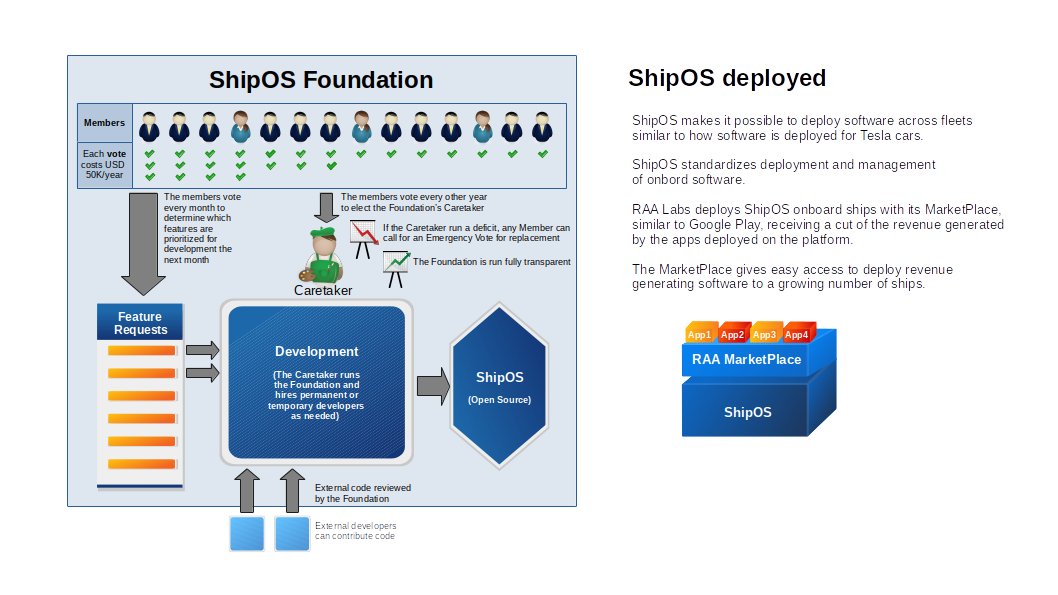 ShipOS Foundation
Members
Each vote
costs USD
50K/year
The members vote
every month to
determine which
features are
prioritized for
development the
next month
The members vote every other year
to elect the Foundation's Caretaker
If the Caretaker run a deficit, any Member can
call for an Emergency Vote for replacement
The Foundation is run fully transparent
Caretaker
Feature
Requests
Development
(The Caretaker runs
the Foundation and
hires permanent or
temporary developers
as needed)
ShipOS
(Open Source)
External code reviewed
by the Foundation
External developers
can contribute code
ShipOS deployed
ShipOS makes it possible to deploy software across fleets
similar to how software is deployed for Tesla cars.
ShipOS standardizes deployment and management
of onbord software.
RAA Labs deploys ShipOS onboard ships with its MarketPlace,
similar to Google Play, receiving a cut of the revenue generated
by the apps deployed on the platform.
The MarketPlace gives easy access to deploy revenue
generating software to a growing number of ships.
App1 App2 App3 App4
RAA MarketPlace
ShipOS